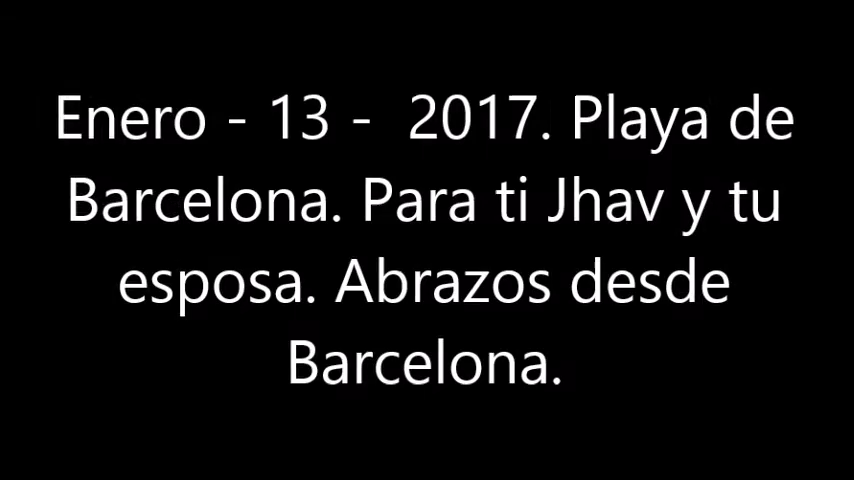 Enero - 13 -  2017. Playa de
Barcelona. Para ti Jhav y tu
esposa. Abrazos desde
Barcelona.